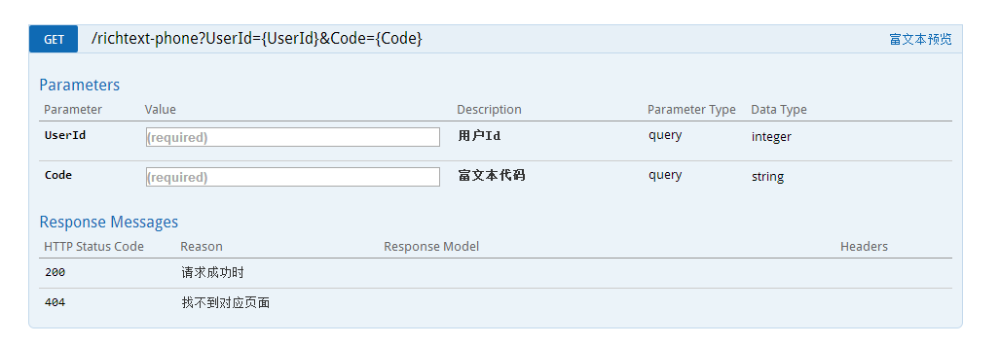 GET /richtext-phone?UserId={UserId}&Code={Code} 富文本预览
Parameters
Parameter Value Description Parameter Type Data Type
UserId (required) 用户Id query integer
Code (required) 富文本代码 query string
Response Messages
HTTP Status Code Reason Response Model Headers
200 请求成功时
404 找不到对应页面